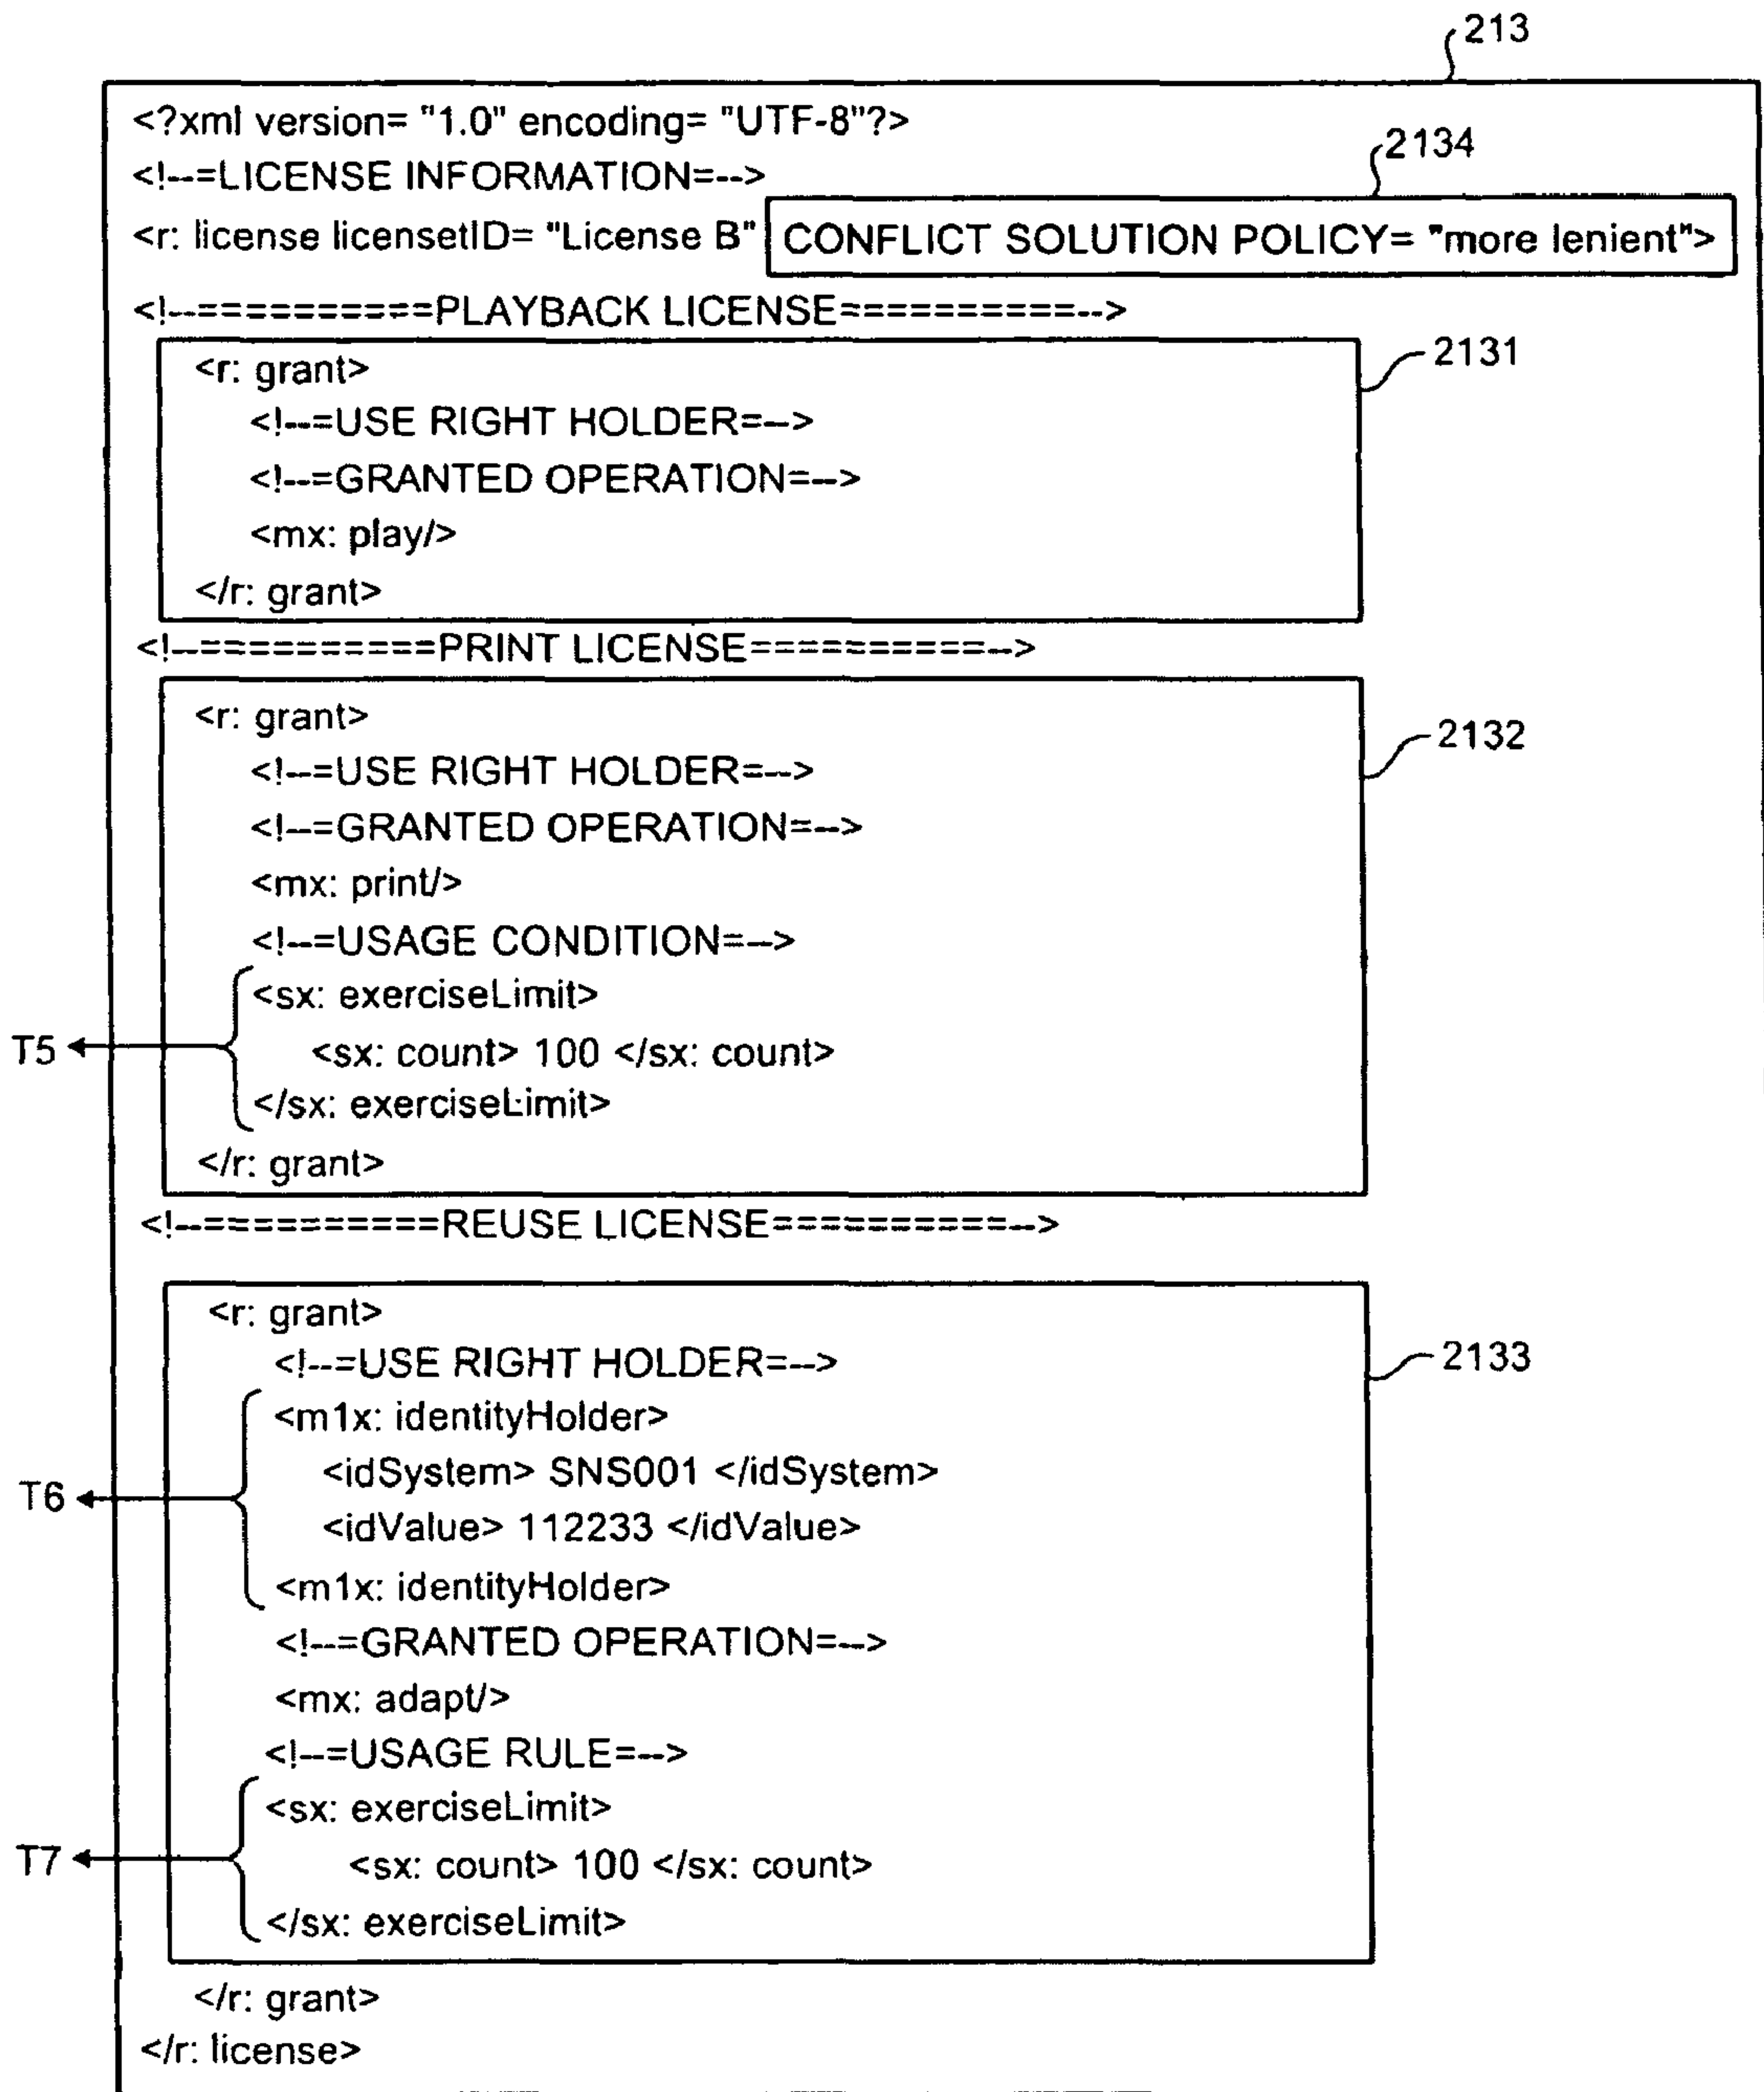 213
<?xml version= "1.0" encoding= "UTF-8"?>
2134
<!--=LICENSE INFORMATION=-->
<r: license licensetID= "License B" CONFLICT SOLUTION POLICY= "more lenient">
<!--==========PLAYBACK LICENSE==========-->
2131
<r: grant>
<!--=USE RIGHT HOLDER=-->
<!--=GRANTED OPERATION=-->
<mx: play/>
</r: grant>
<!--==========PRINT LICENSE==========-->
<r: grant>
2132
<!--=USE RIGHT HOLDER=-->
<!--=GRANTED OPERATION=-->
<mx: print/>
<!--=USAGE CONDITION=-->
<sx: exerciseLimit>
T5 <sx: count> 100 </sx: count>
</sx: exerciseLimit>
</r: grant>
<!--==========REUSE LICENSE==========-->
<r: grant>
<!--=USE RIGHT HOLDER=-->
2133
<m1x: identityHolder>
<idSystem> SNS001 </idSystem>
T6
<idValue> 112233 </idValue>
<m1x: identityHolder>
<!--=GRANTED OPERATION=-->
<mx: adapt/>
<!--=USAGE RULE=-->
<sx: exerciseLimit>
T7 <sx: count> 100 </sx: count>
</sx: exerciseLimit>
</r: grant>
</r: license>